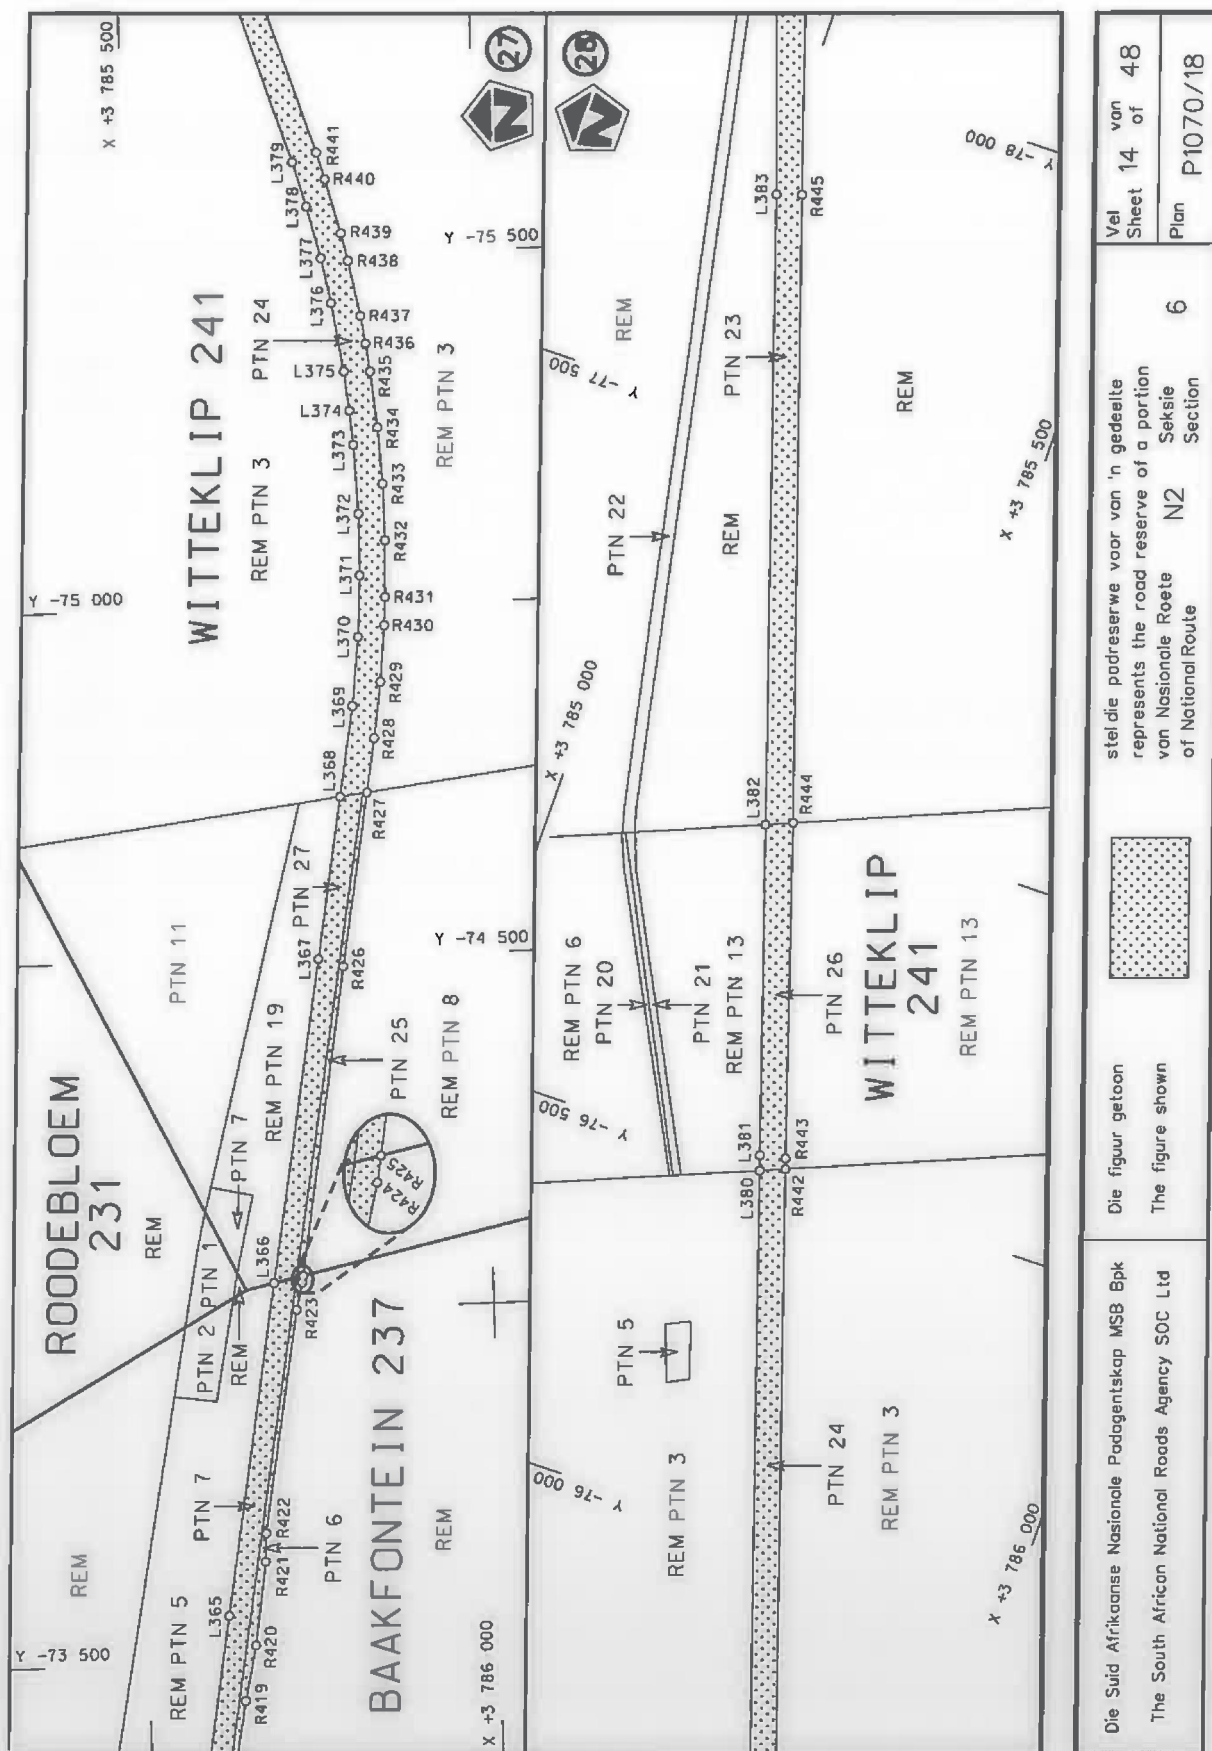 X +3 785 500
27
L379
L378
L377
L376
L375
L374
L373
L372
L371
L370
L369
L368
L367
L366
L365
R441
R440
R439
R438
R437
R436
R435
R434
R433
R432
R431
R430
R429
R428
R427
R426
R425
R424
R423
R422
R421
R420
R419
Y -75 500
WITTEKLIP 241
REM PTN 3
PTN 24
REM PTN 3
Y -75 000
PTN 27
PTN 11
Y -74 500
REM PTN 19
PTN 25
REM PTN 8
PTN 7
ROODEBLOEM
231
REM
PTN 1
PTN 2
REM
REM
PTN 7
PTN 6
REM PTN 5
BAAKFONTEIN 237
REM
Y -73 500
X +3 786 000
N
28
N
Y -78 000
L383
R445
REM
Y -77 500
PTN 23
REM
PTN 22
REM
X +3 785 500
X +3 785 000
L382
R444
REM PTN 6
PTN 20
PTN 21
REM PTN 13
PTN 26
WITTEKLIP
241
REM PTN 13
Y -76 500
L381
L380
R443
R442
PTN 5
REM PTN 3
PTN 24
REM PTN 3
Y -76 000
X +3 786 000
Die Suid Afrikaanse Nasionale Padagentskap MSB Bpk
The South African National Roads Agency SOC Ltd
Die figuur getoon
The figure shown
stel die padreserwe voor van 'n gedeelte
represents the road reserve of a portion
van Nasionale Roete N2 Seksie 6
of National Route Section
Vel van
Sheet 14 of 48
Plan P1070/18